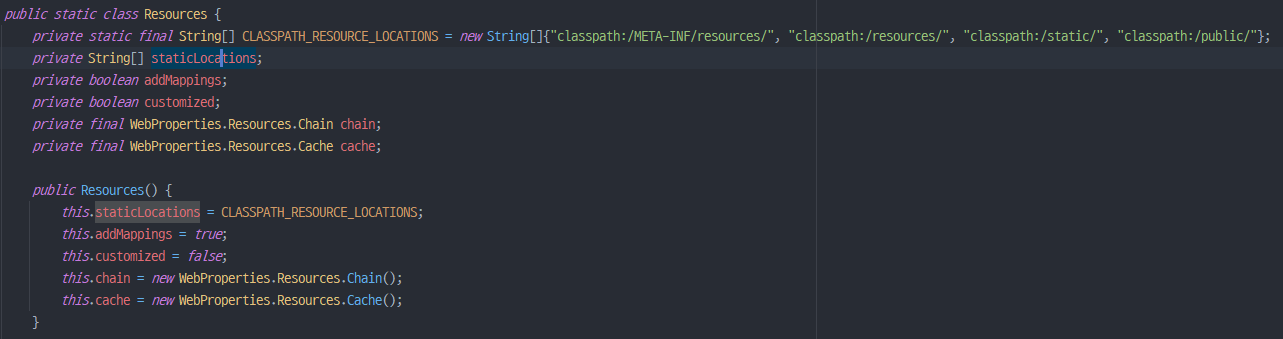 public static class Resources {
private static final String[] CLASSPATH_RESOURCE_LOCATIONS = new String[]{"classpath:/META-INF/resources/", "classpath:/resources/", "classpath:/static/", "classpath:/public/"};
private String[] staticLocations;
private boolean addMappings;
private boolean customized;
private final WebProperties.Resources.Chain chain;
private final WebProperties.Resources.Cache cache;
public Resources() {
this.staticLocations = CLASSPATH_RESOURCE_LOCATIONS;
this.addMappings = true;
this.customized = false;
this.chain = new WebProperties.Resources.Chain();
this.cache = new WebProperties.Resources.Cache();
}